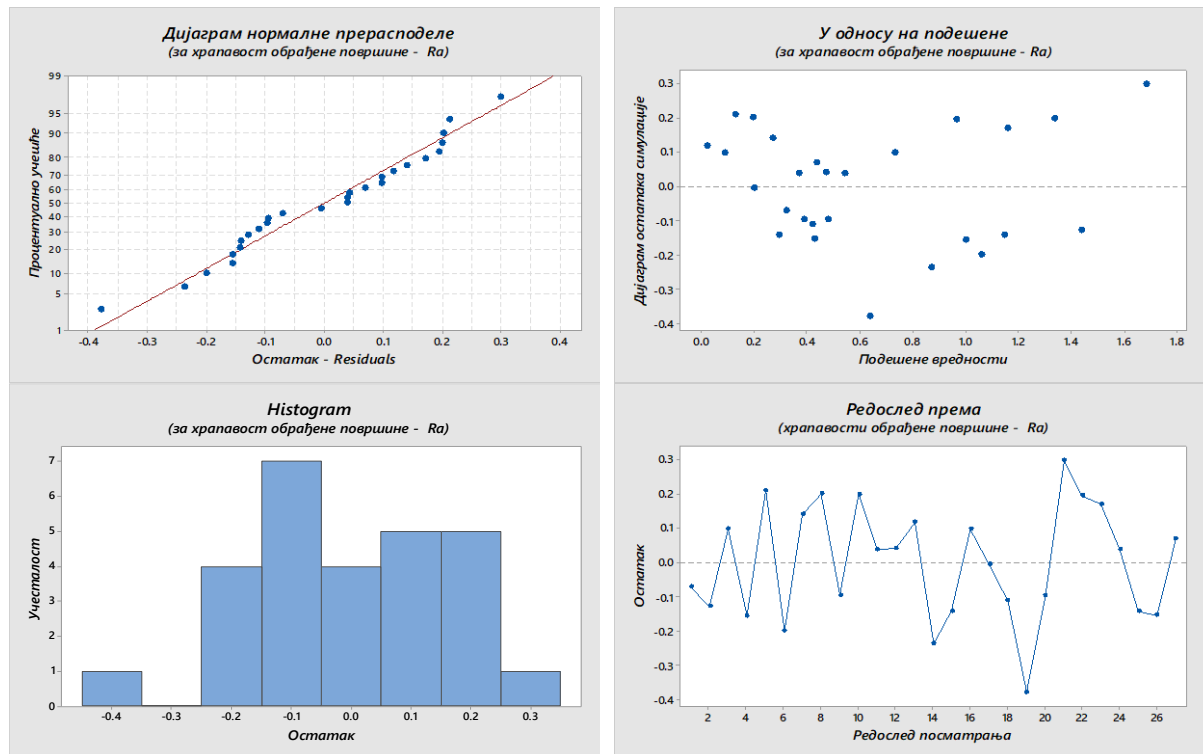 Дијаграм нормалне прерасподеле
(за храпавост обрађене површине - Ra)
Процентуално учешће
99
95
90
80
70
60
50
40
30
20
10
5
1
-0.4 -0.3 -0.2 -0.1 0.0 0.1 0.2 0.3 0.4
Остатак - Residuals
У односу на подешене
(за храпавост обрађене површине - Ra)
Дијаграм остатака симулације
0.3
0.2
0.1
0.0
-0.1
-0.2
-0.3
-0.4
0.0 0.2 0.4 0.6 0.8 1.0 1.2 1.4 1.6 1.8
Подешене вредности
Histogram
(за храпавост обрађене површине - Ra)
Учесталост
7
6
5
4
3
2
1
0
-0.4 -0.3 -0.2 -0.1 0.0 0.1 0.2 0.3
Остатак
Редослед према
(храпавости обрађене површине - Ra)
Остатак
0.3
0.2
0.1
0.0
-0.1
-0.2
-0.3
-0.4
2 4 6 8 10 12 14 16 18 20 22 24 26
Редослед посматрања